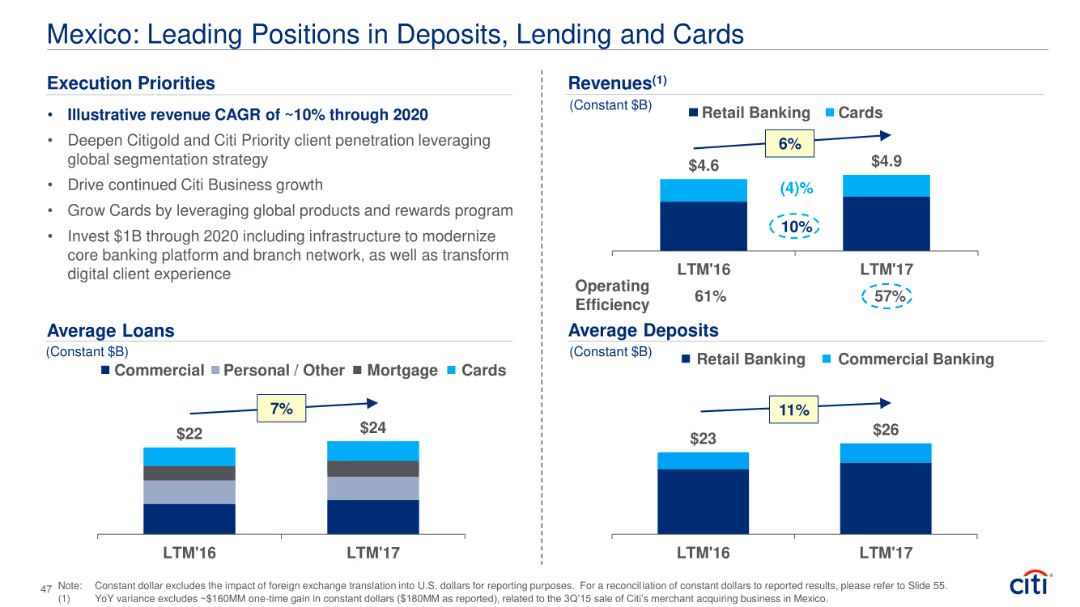 Mexico: Leading Positions in Deposits, Lending and Cards
Execution Priorities
• Illustrative revenue CAGR of ~10% through 2020
• Deepen Citigold and Citi Priority client penetration leveraging
global segmentation strategy
• Drive continued Citi Business growth
• Grow Cards by leveraging global products and rewards program
• Invest $1B through 2020 including infrastructure to modernize
core banking platform and branch network, as well as transform
digital client experience
Revenues(1)
(Constant $B)
Retail Banking Cards
6%
$4.6 $4.9
(4)%
10%
LTM'16 LTM'17
Operating
Efficiency 61% 57%
Average Loans
(Constant $B)
Commercial Personal / Other Mortgage Cards
7%
$22 $24
LTM'16 LTM'17
Average Deposits
(Constant $B)
Retail Banking Commercial Banking
11%
$23 $26
LTM'16 LTM'17
47 Note: Constant dollar excludes the impact of foreign exchange translation into U.S. dollars for reporting purposes. For a reconciliation of constant dollars to reported results, please refer to Slide 55.
(1) YoY variance excludes ~$160MM one-time gain in constant dollars ($180MM as reported), related to the 3Q'15 sale of Citi's merchant acquiring business in Mexico.
citi